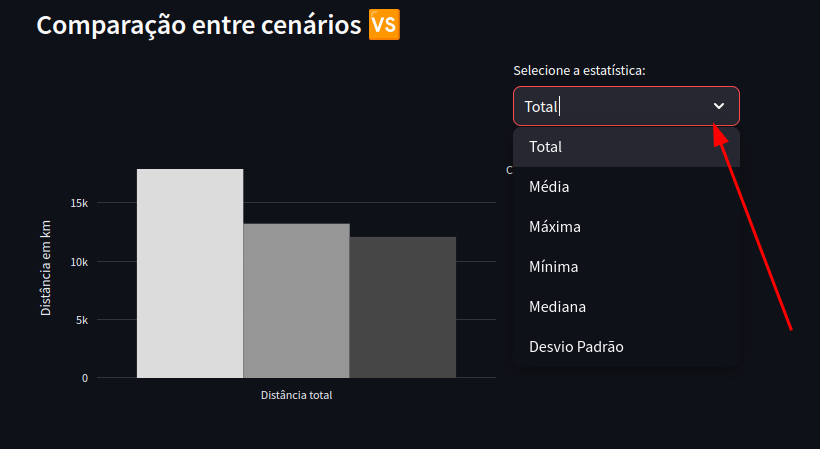 Comparação entre cenários 🆚
Selecione a estatística:
Total
Total
Média
Máxima
Mínima
Mediana
Desvio Padrão
C
Distância em km
15k
10k
5k
0
Distância total